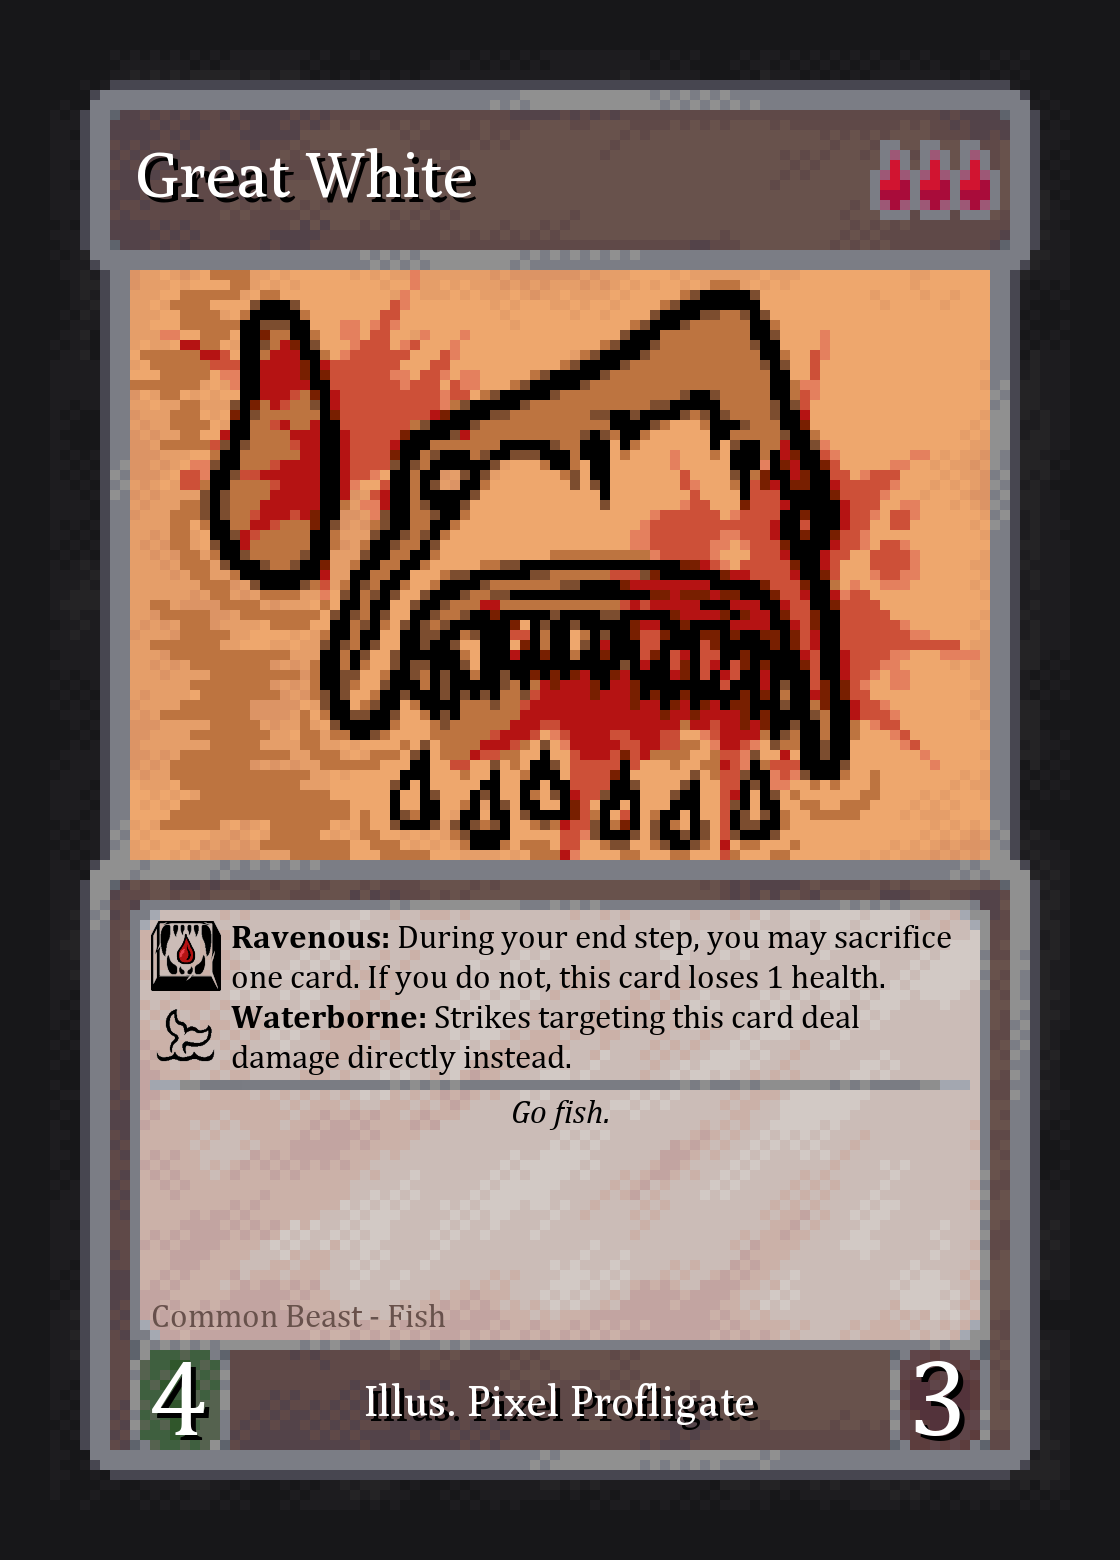 Great White
Ravenous: During your end step, you may sacrifice
one card. If you do not, this card loses 1 health.
Waterborne: Strikes targeting this card deal
damage directly instead.
Go fish.
Common Beast - Fish
4
Illus. Pixel Profligate
3